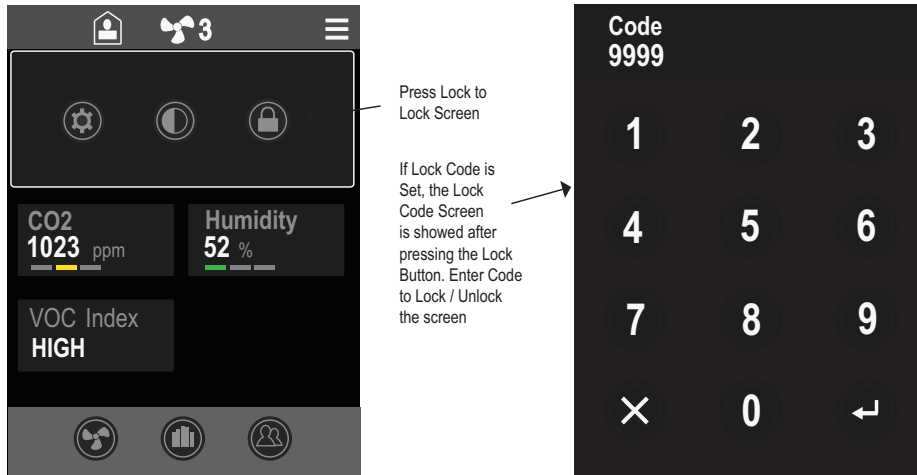 3
CO2
1023 ppm
Humidity
52 %
VOC Index
HIGH
Press Lock to
Lock Screen
If Lock Code is
Set, the Lock
Code Screen
is showed after
pressing the Lock
Button. Enter Code
to Lock / Unlock
the screen
Code
9999
1 2 3
4 5 6
7 8 9
0